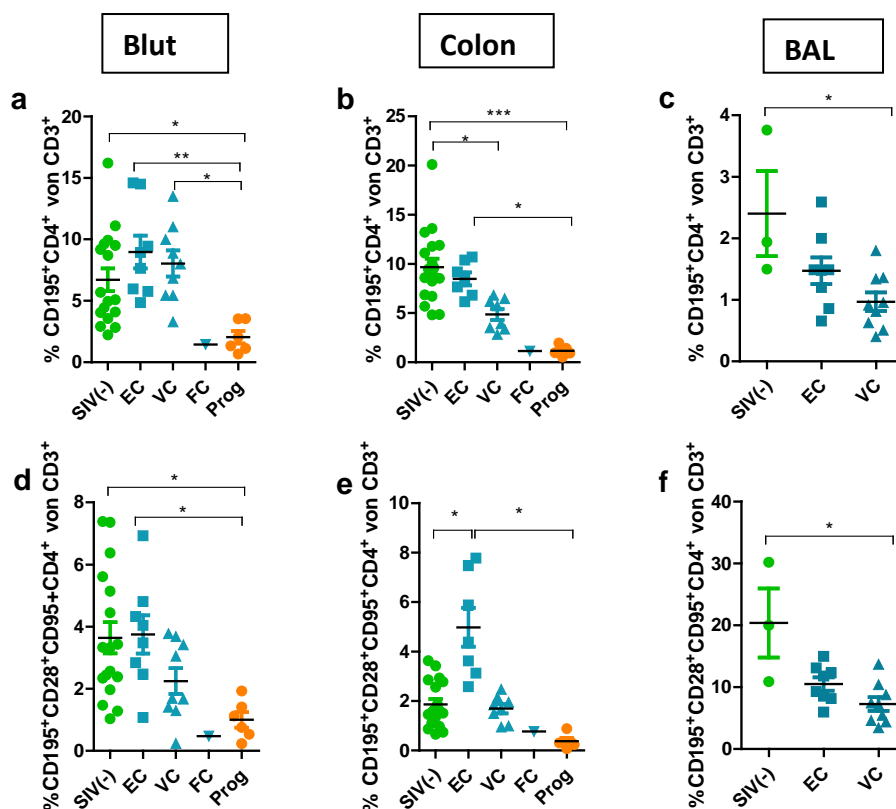 Blut
Colon
BAL
a
% CD195⁺CD4⁺ von CD3⁺
20
15
10
5
0
*
**
*
SIV(-) EC VC FC Prog
b
% CD195⁺CD4⁺ von CD3⁺
25
20
15
10
5
0
***
*
*
SIV(-) EC VC FC Prog
c
% CD195⁺CD4⁺ von CD3⁺
4
3
2
1
0
*
SIV(-) EC VC
d
%CD195⁺CD28⁺CD95+CD4⁺ von CD3⁺
8
6
4
2
0
*
*
SIV(-) EC VC FC Prog
e
%CD195⁺CD28⁺CD95⁺CD4⁺ von CD3⁺
10
8
6
4
2
0
*
*
SIV(-) EC VC FC Prog
f
%CD195⁺CD28⁺CD95⁺CD4⁺ von CD3⁺
40
30
20
10
0
*
SIV(-) EC VC